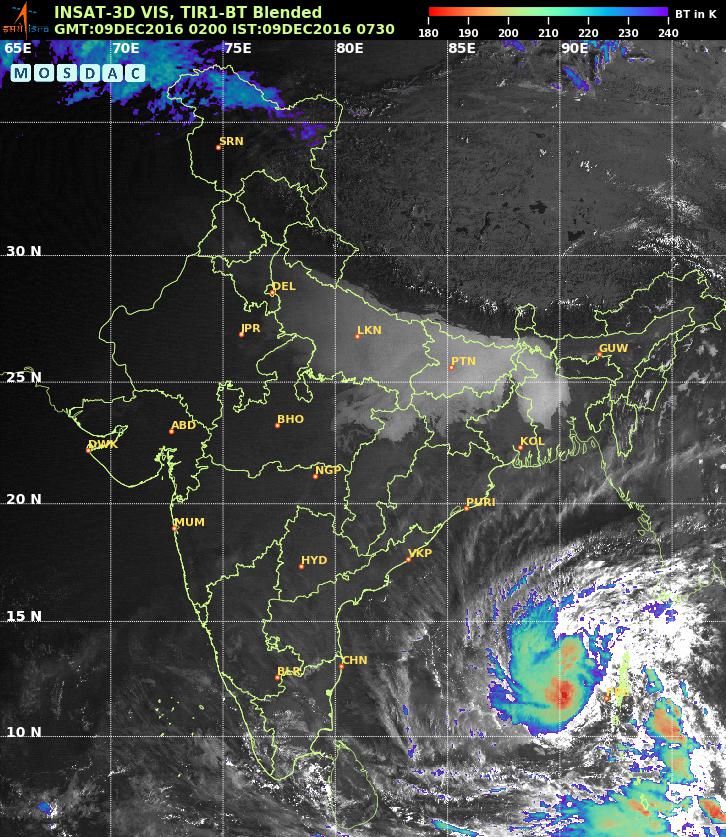 INSAT-3D VIS, TIR1-BT Blended
GMT:09DEC2016 0200 IST:09DEC2016 0730
BT in K
180 190 200 210 220 230 240
65E 70E 75E 80E 85E 90E
MOSDAC
SRN
30 N
DEL
JPR
LKN
GUW
PTN
25 N
ABD
BHO
DWK
KOL
NGP
20 N
PURI
MUM
VKP
HYD
15 N
CHN
BLR
10 N